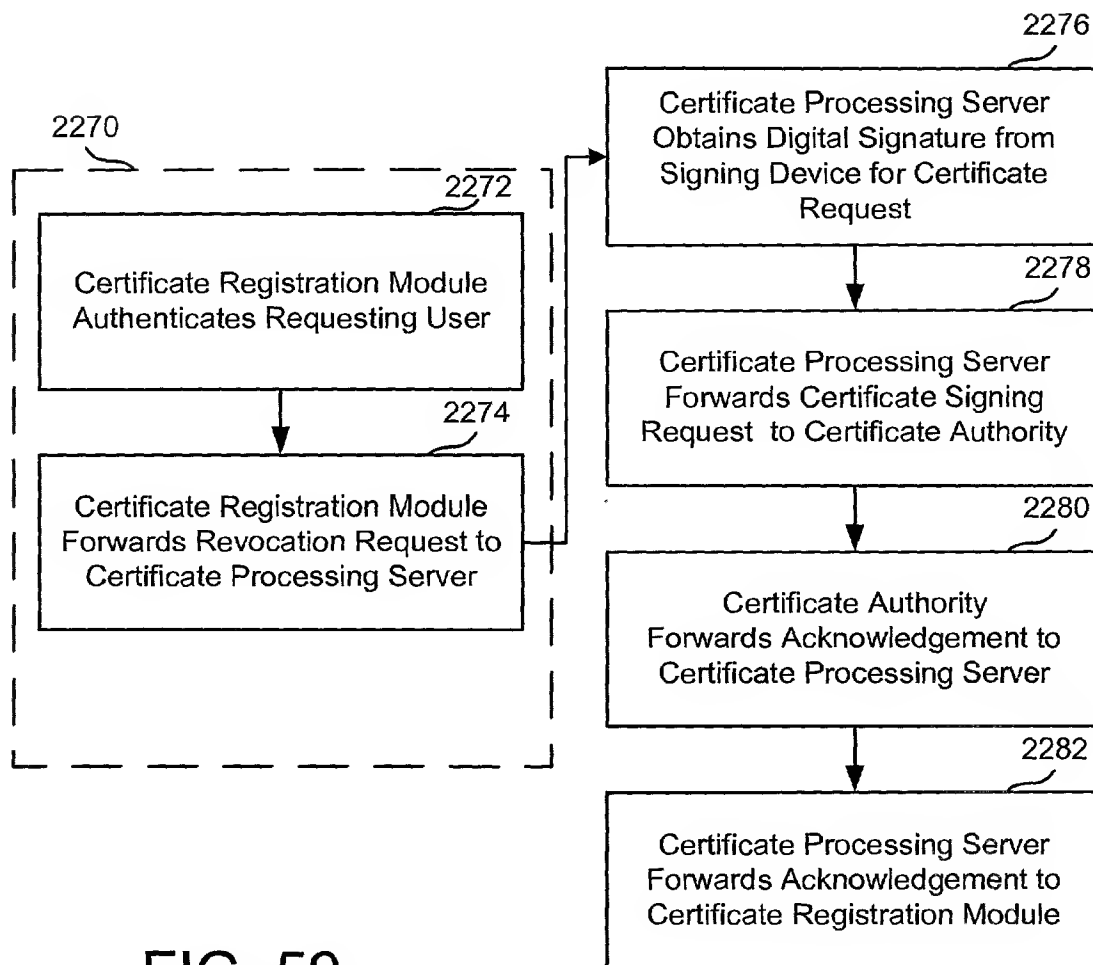 2270
2272
Certificate Registration Module
Authenticates Requesting User
2274
Certificate Registration Module
Forwards Revocation Request to
Certificate Processing Server
2276
Certificate Processing Server
Obtains Digital Signature from
Signing Device for Certificate
Request
2278
Certificate Processing Server
Forwards Certificate Signing
Request to Certificate Authority
2280
Certificate Authority
Forwards Acknowledgement to
Certificate Processing Server
2282
Certificate Processing Server
Forwards Acknowledgement to
Certificate Registration Module